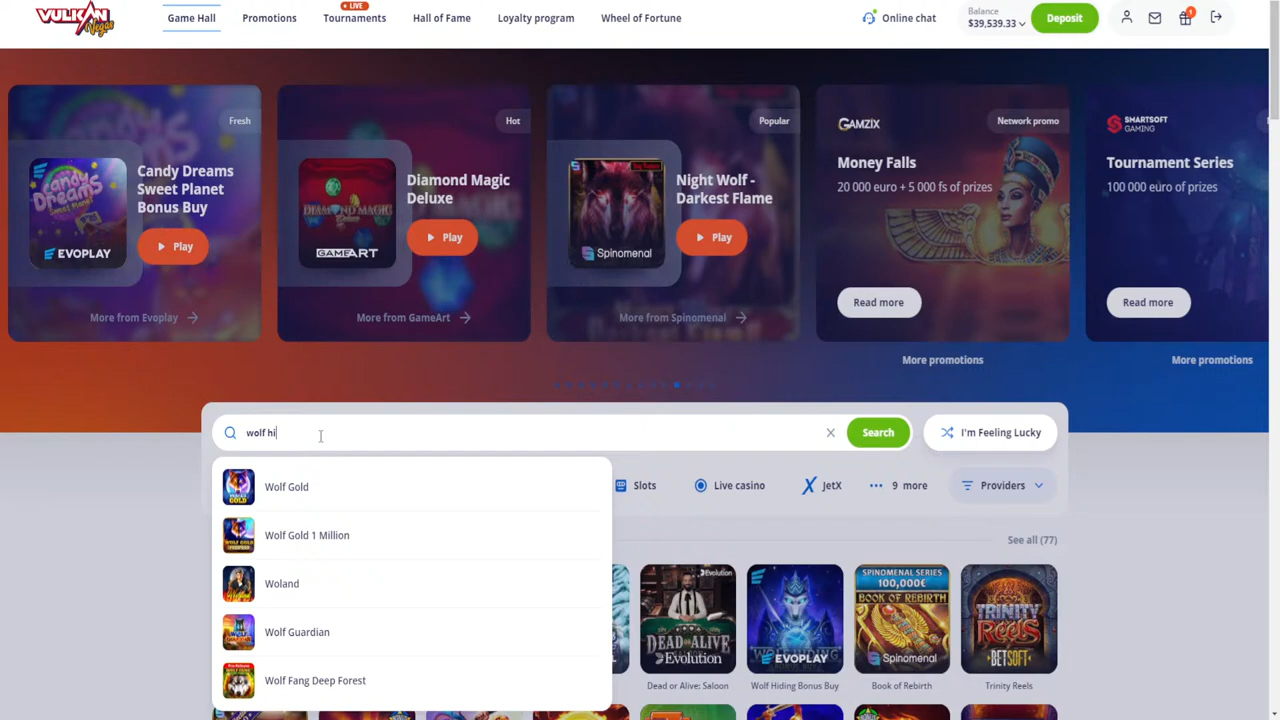 VULKAN
Vegas
Game Hall
Promotions
LIVE
Tournaments
Hall of Fame
Loyalty program
Wheel of Fortune
Online chat
Balance
$39,539.33
Deposit
1
Fresh
Candy Dreams
Sweet Planet
Bonus Buy
Play
EVOPLAY
More from Evoplay
Hot
Diamond Magic
Deluxe
Play
DIAMOND MAGIC
GAMEART
More from GameArt
Popular
Night Wolf -
Darkest Flame
Play
Spinomenal
More from Spinomenal
GAMZIX
Network promo
Money Falls
20 000 euro + 5 000 fs of prizes
Read more
More promotions
SMARTSOFT
GAMING
Tournament Series
100 000 euro of prizes
Read more
More promotions
wolf hi
Search
I'm Feeling Lucky
Wolf Gold
Wolf Gold 1 Million
Woland
Wolf Guardian
Wolf Fang Deep Forest
Slots
Live casino
JetX
9 more
Providers
See all (77)
Evolution
DEAD OR ALIVE
SALOON
Evolution
Dead or Alive: Saloon
WOLF HIDING
EVOPLAY
Wolf Hiding Bonus Buy
SPINOMENAL SERIES
100,000€
BOOK OF REBIRTH
Spinomenal
Book of Rebirth
TRINITY
REELS
BETSOFT
Trinity Reels